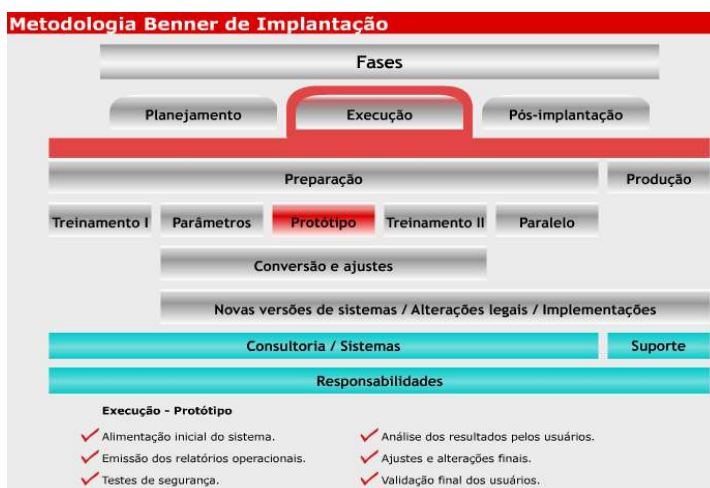 Metodologia Benner de Implantação
Fases
Planejamento
Execução
Pós-implantação
Preparação
Produção
Treinamento I
Parâmetros
Protótipo
Treinamento II
Paralelo
Conversão e ajustes
Novas versões de sistemas / Alterações legais / Implementações
Consultoria / Sistemas
Suporte
Responsabilidades
Execução - Protótipo
Alimentação inicial do sistema.
Análise dos resultados pelos usuários.
Emissão dos relatórios operacionais.
Ajustes e alterações finais.
Testes de segurança.
Validação final dos usuários.